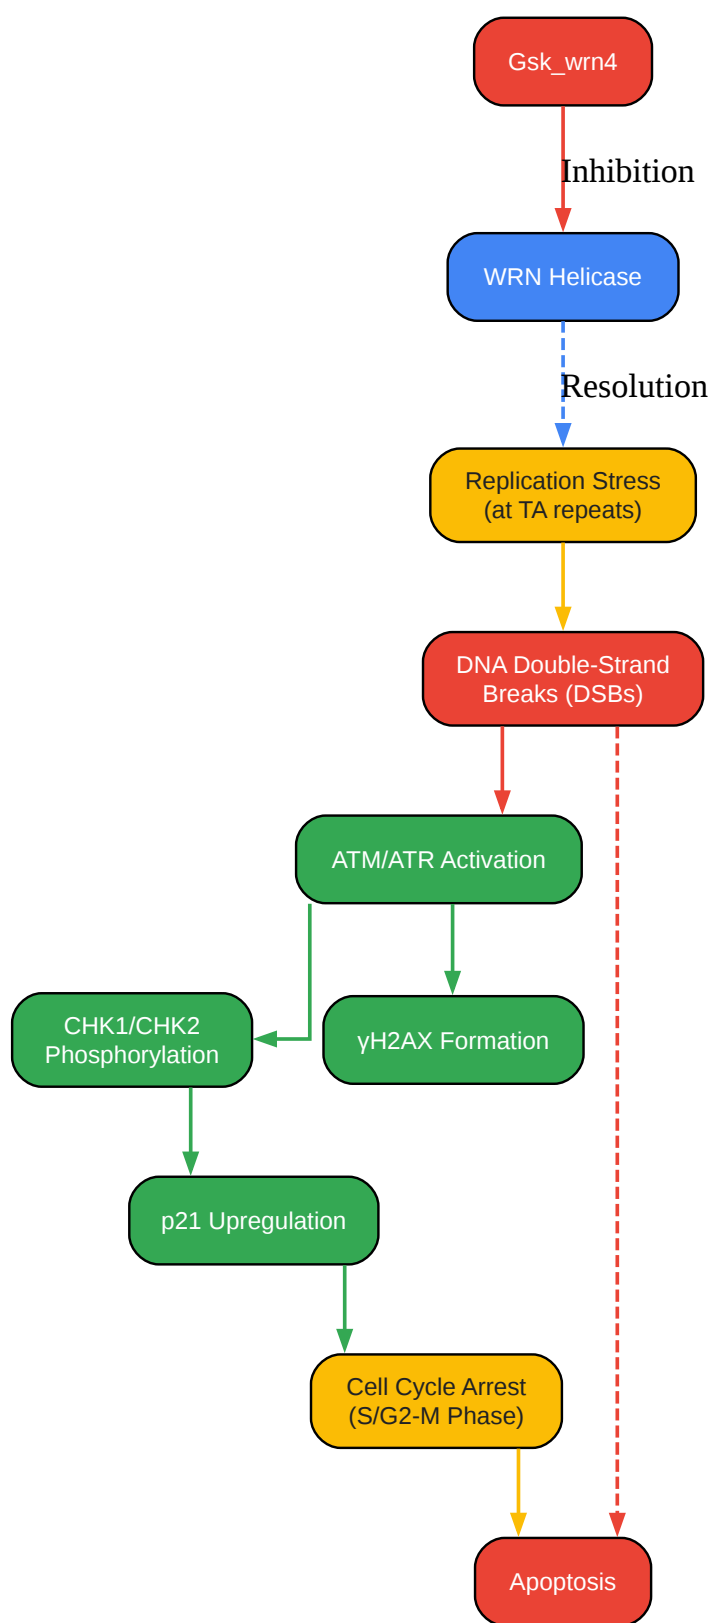 Gsk_wrn4
Inhibition
WRN Helicase
Resolution
Replication Stress
(at TA repeats)
DNA Double-Strand
Breaks (DSBs)
ATM/ATR Activation
CHK1/CHK2
Phosphorylation
γH2AX Formation
p21 Upregulation
Cell Cycle Arrest
(S/G2-M Phase)
Apoptosis